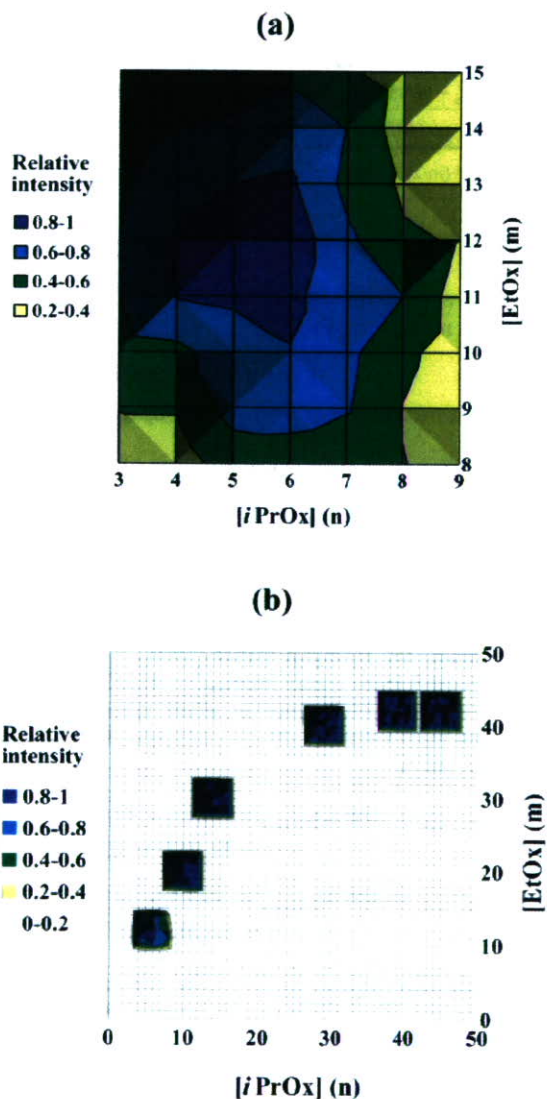 (a)
Relative
intensity
0.8-1
0.6-0.8
0.4-0.6
0.2-0.4
15
14
13
12
11
10
9
8
[EtOx] (m)
3 4 5 6 7 8 9
[i PrOx] (n)
(b)
Relative
intensity
0.8-1
0.6-0.8
0.4-0.6
0.2-0.4
0-0.2
50
40
30
20
10
0
[EtOx] (m)
0 10 20 30 40 50
[i PrOx] (n)